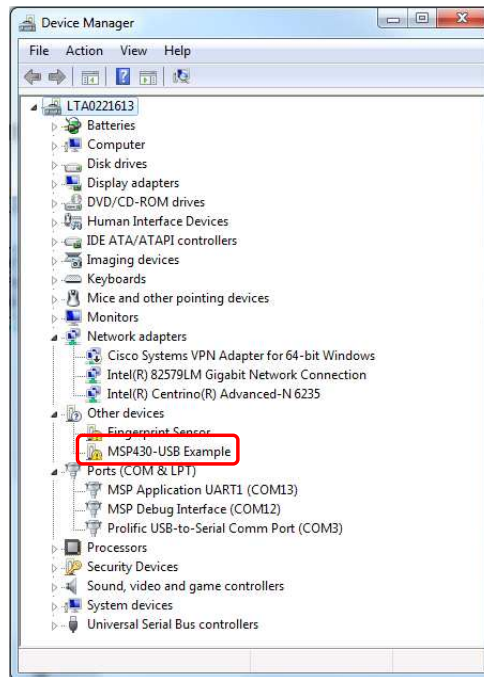 Device Manager
File Action View Help
LTA0221613
Batteries
Computer
Disk drives
Display adapters
DVD/CD-ROM drives
Human Interface Devices
IDE ATA/ATAPI controllers
Imaging devices
Keyboards
Mice and other pointing devices
Monitors
Network adapters
Cisco Systems VPN Adapter for 64-bit Windows
Intel(R) 82579LM Gigabit Network Connection
Intel(R) Centrino(R) Advanced-N 6235
Other devices
Fingerprint Sensor
MSP430-USB Example
Ports (COM & LPT)
MSP Application UART1 (COM13)
MSP Debug Interface (COM12)
Prolific USB-to-Serial Comm Port (COM3)
Processors
Security Devices
Sound, video and game controllers
System devices
Universal Serial Bus controllers